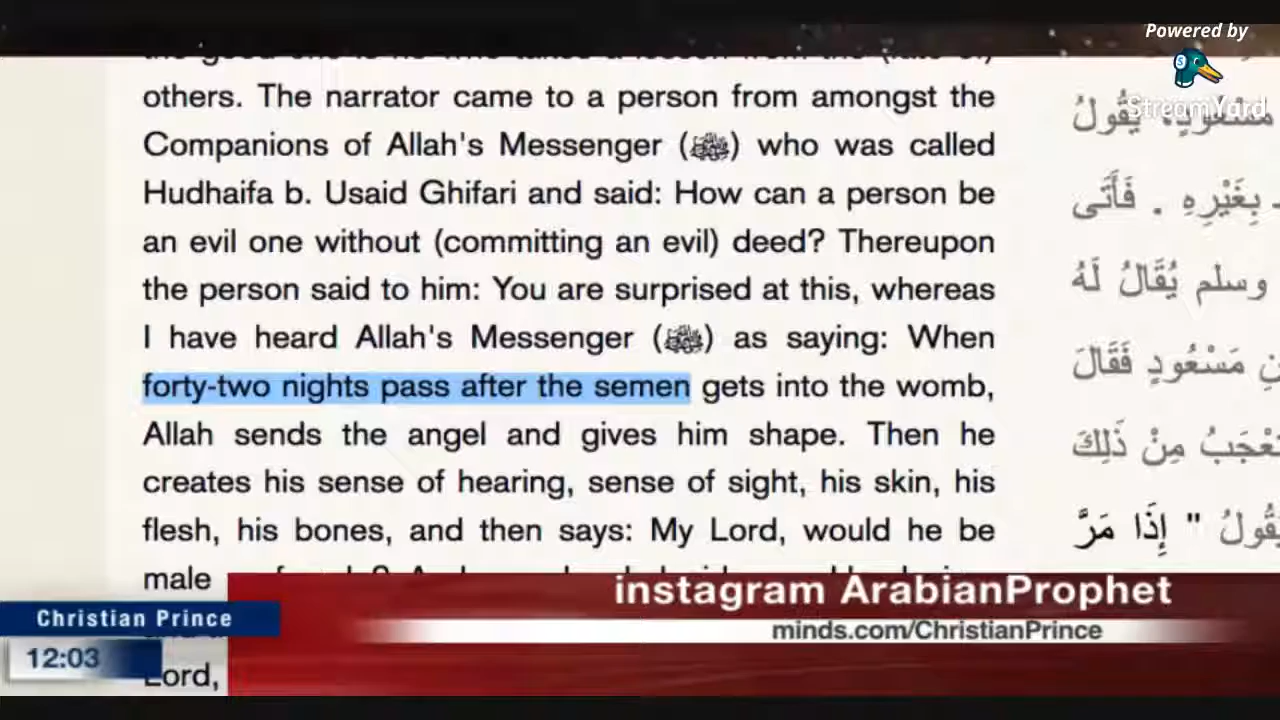 Powered by
StreamYard
others. The narrator came to a person from amongst the
Companions of Allah's Messenger (ﷺ) who was called
Hudhaifa b. Usaid Ghifari and said: How can a person be
an evil one without (committing an evil) deed? Thereupon
the person said to him: You are surprised at this, whereas
I have heard Allah's Messenger (ﷺ) as saying: When
forty-two nights pass after the semen gets into the womb,
Allah sends the angel and gives him shape. Then he
creates his sense of hearing, sense of sight, his skin, his
flesh, his bones, and then says: My Lord, would he be
male
Lord,
مَسْعُودٍ، يَقُولُ
بِغَيْرِهِ . فَأَتَى
وسلم يُقَالُ لَهُ
مَسْعُودٍ فَقَالَ
مِنْ ذَلِكَ
يَقُولُ " إِذَا مَرَّ
instagram ArabianProphet
minds.com/ChristianPrince
Christian Prince
12:03